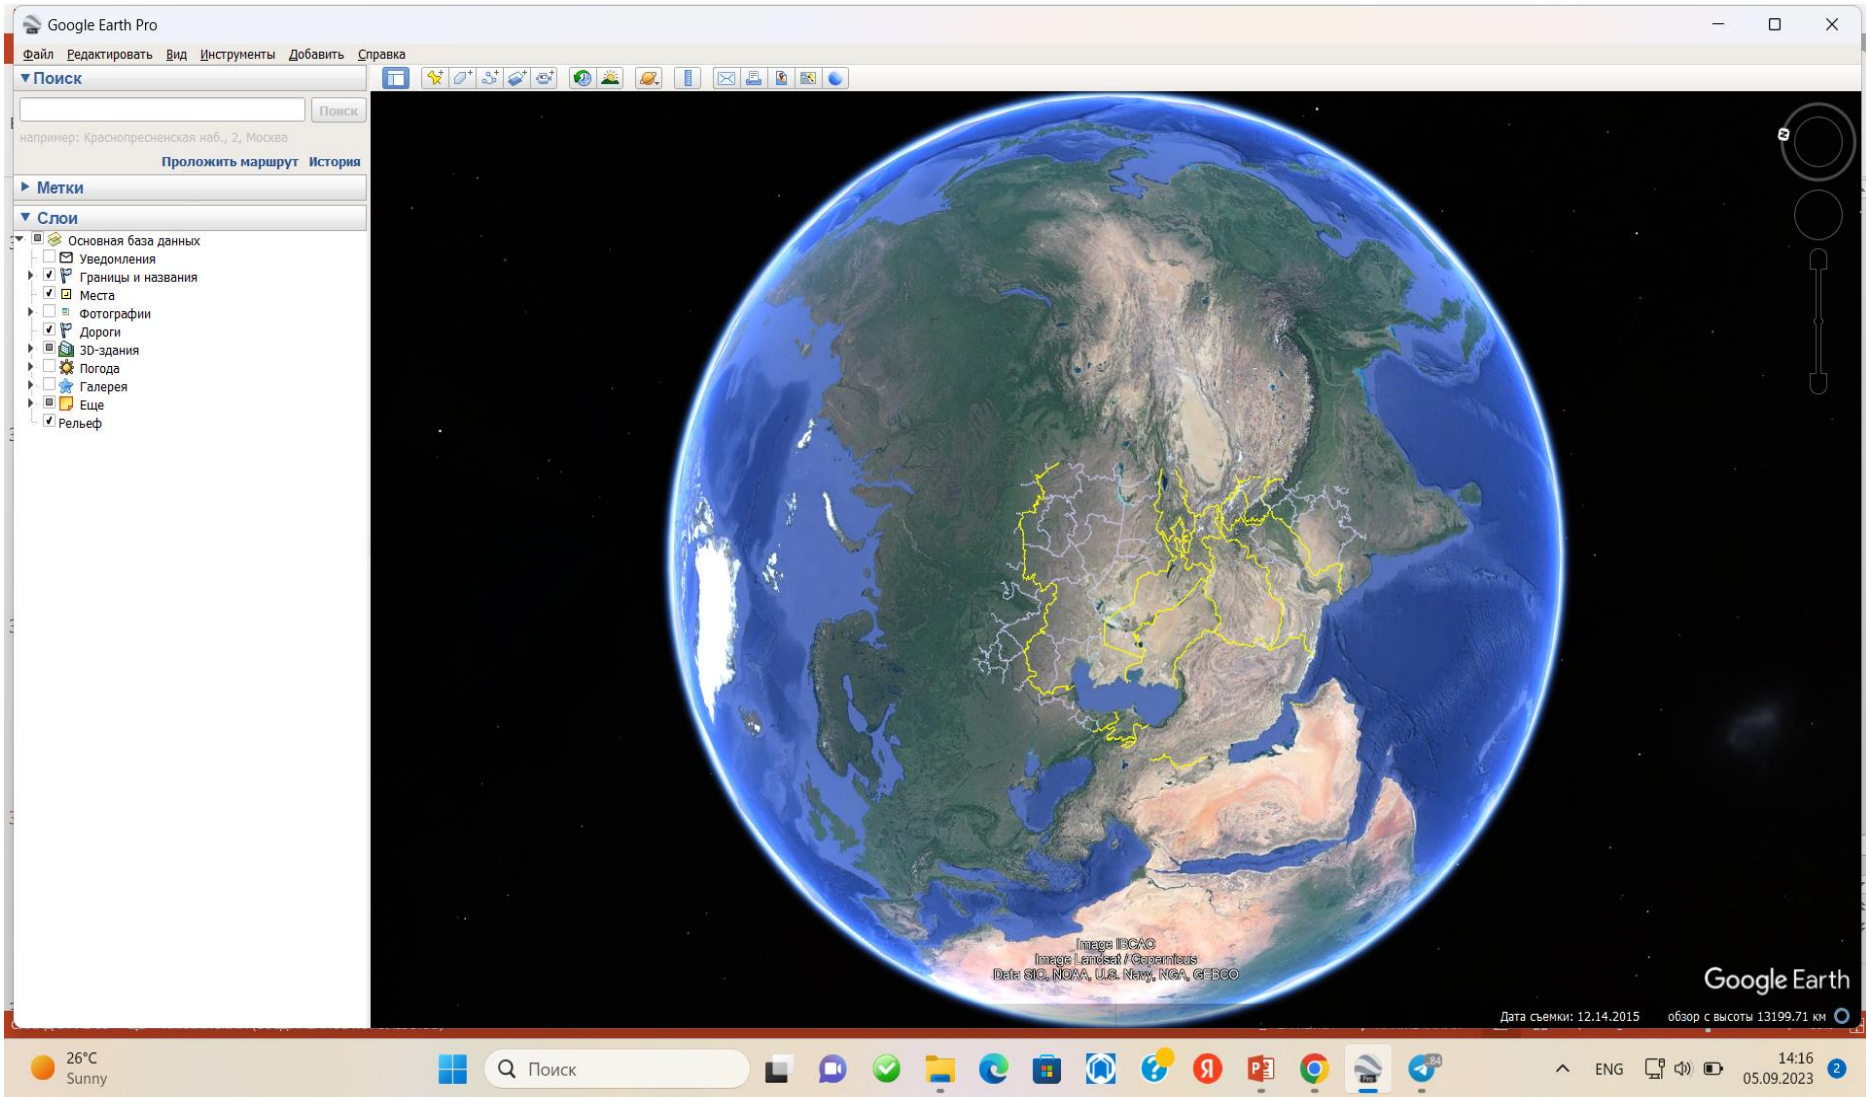 Google Earth Pro
Файл Редактировать Вид Инструменты Добавить Справка
Поиск
Поиск
например: Краснопресненская наб., 2, Москва
Проложить маршрут История
Метки
Слои
Основная база данных
Уведомления
Границы и названия
Места
Фотографии
Дороги
3D-здания
Погода
Галерея
Еще
Рельеф
N
Image IBCAO
Image Landsat / Copernicus
Data SIO, NOAA, U.S. Navy, NGA, GEBCO
Google Earth
Дата съемки: 12.14.2015 обзор с высоты 13199.71 км
26°C
Sunny
Поиск
84
ENG
14:16
05.09.2023
2